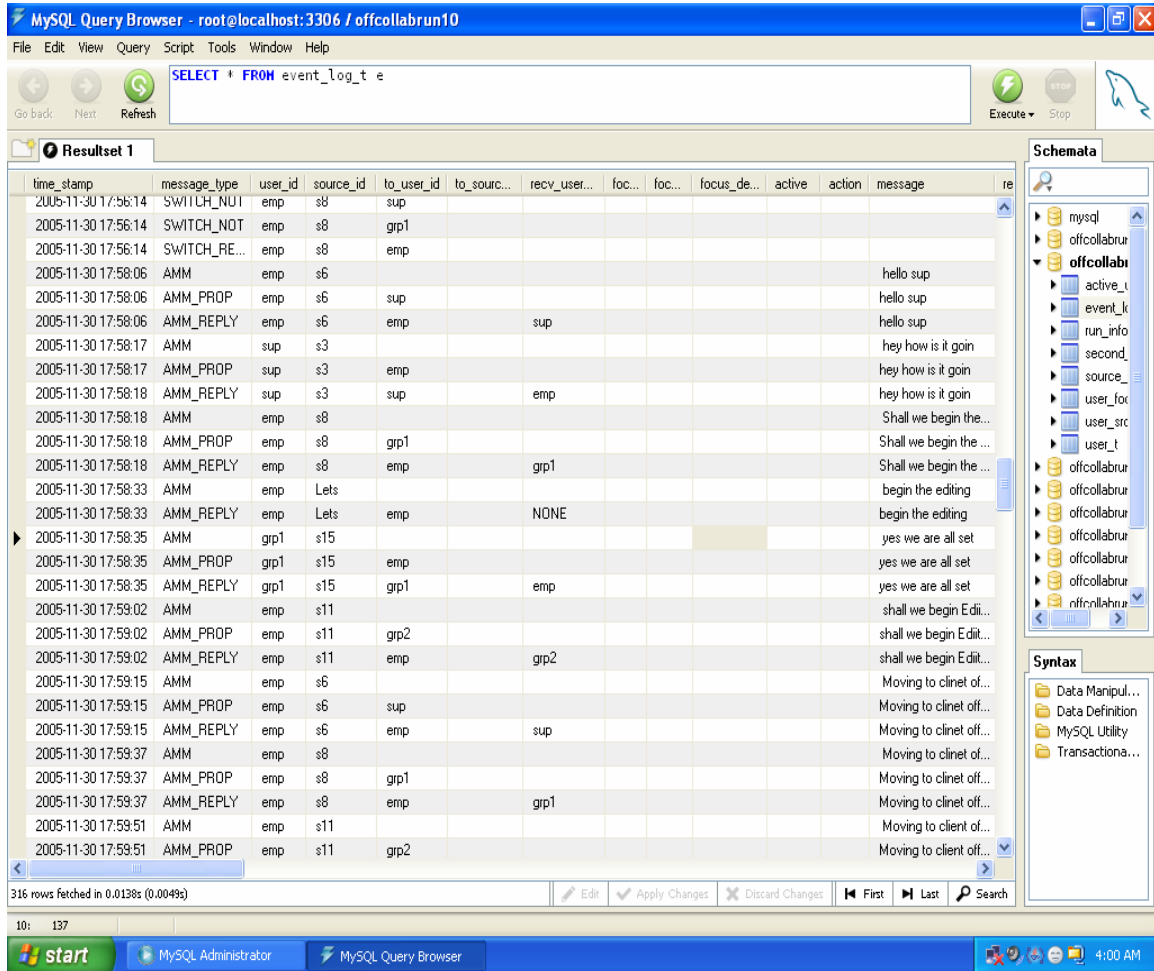 MySQL Query Browser - root@localhost:3306 / offcollabrun10
File Edit View Query Script Tools Window Help
Go back Next Refresh
SELECT * FROM event_log_t e
Execute Stop
STOP
Resultset 1
time_stamp message_type user_id source_id to_user_id to_sourc... recv_user... foc... foc... focus_de... active action message re
2005-11-30 17:56:14 SWITCH_NOT emp s8 sup
2005-11-30 17:56:14 SWITCH_NOT emp s8 grp1
2005-11-30 17:56:14 SWITCH_RE... emp s8 emp
2005-11-30 17:58:06 AMM emp s6 hello sup
2005-11-30 17:58:06 AMM_PROP emp s6 sup hello sup
2005-11-30 17:58:06 AMM_REPLY emp s6 emp sup hello sup
2005-11-30 17:58:17 AMM sup s3 hey how is it goin
2005-11-30 17:58:17 AMM_PROP sup s3 emp hey how is it goin
2005-11-30 17:58:18 AMM_REPLY sup s3 sup emp hey how is it goin
2005-11-30 17:58:18 AMM emp s8 Shall we begin the...
2005-11-30 17:58:18 AMM_PROP emp s8 grp1 Shall we begin the ...
2005-11-30 17:58:18 AMM_REPLY emp s8 emp grp1 Shall we begin the ...
2005-11-30 17:58:33 AMM emp Lets begin the editing
2005-11-30 17:58:33 AMM_REPLY emp Lets emp NONE begin the editing
2005-11-30 17:58:35 AMM grp1 s15 yes we are all set
2005-11-30 17:58:35 AMM_PROP grp1 s15 emp yes we are all set
2005-11-30 17:58:35 AMM_REPLY grp1 s15 grp1 emp yes we are all set
2005-11-30 17:59:02 AMM emp s11 shall we begin Edii...
2005-11-30 17:59:02 AMM_PROP emp s11 grp2 shall we begin Ediit...
2005-11-30 17:59:02 AMM_REPLY emp s11 emp grp2 shall we begin Ediit...
2005-11-30 17:59:15 AMM emp s6 Moving to clinet of...
2005-11-30 17:59:15 AMM_PROP emp s6 sup Moving to clinet off...
2005-11-30 17:59:15 AMM_REPLY emp s6 emp sup Moving to clinet off...
2005-11-30 17:59:37 AMM emp s8 Moving to clinet of...
2005-11-30 17:59:37 AMM_PROP emp s8 grp1 Moving to clinet off...
2005-11-30 17:59:37 AMM_REPLY emp s8 emp grp1 Moving to clinet off...
2005-11-30 17:59:51 AMM emp s11 Moving to client of...
2005-11-30 17:59:51 AMM_PROP emp s11 grp2 Moving to client off...
316 rows fetched in 0.0138s (0.0049s)
Edit Apply Changes Discard Changes First Last Search
Schemata
mysql
offcollabrur
offcollabı
active_u
event_lo
run_info
second_
source_
user_foc
user_src
user_t
offcollabrur
offcollabrur
offcollabrur
offcollabrur
offcollabrur
offcollabrur
offcollabrur
Syntax
Data Manipul...
Data Definition
MySQL Utility
Transactiona...
10: 137
start MySQL Administrator MySQL Query Browser 4:00 AM